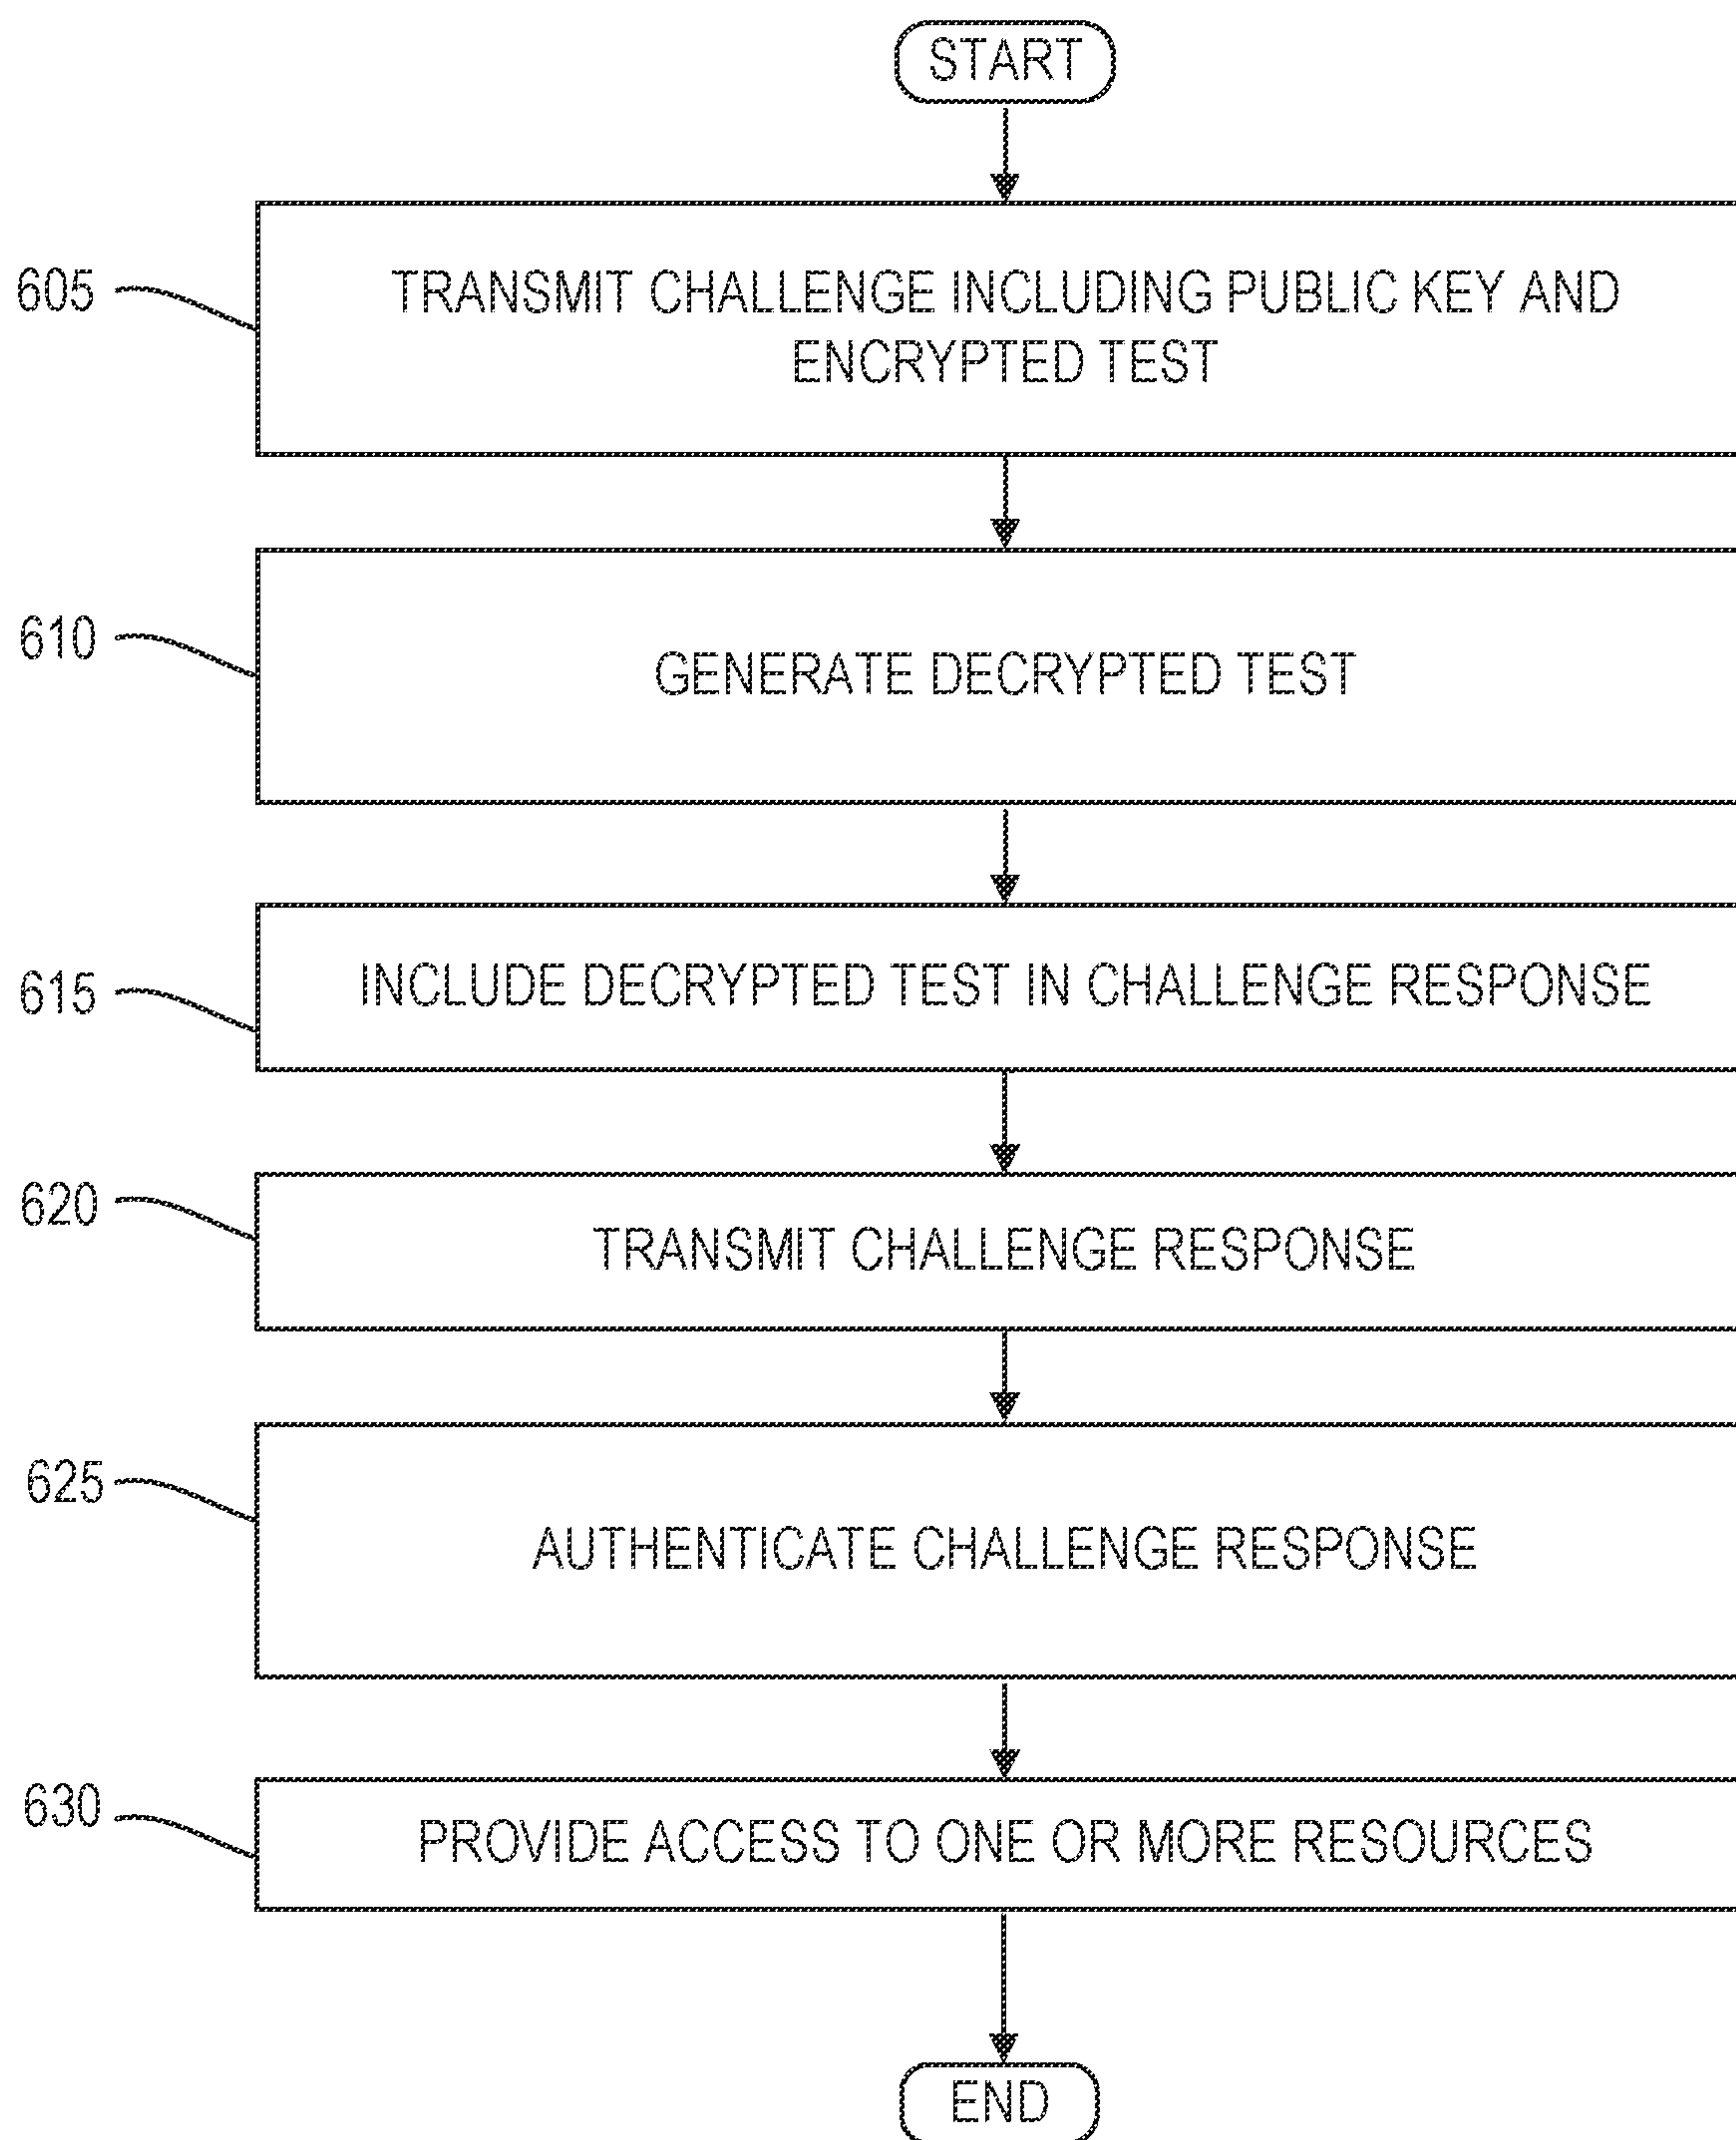 START
605
TRANSMIT CHALLENGE INCLUDING PUBLIC KEY AND
ENCRYPTED TEST
610
GENERATE DECRYPTED TEST
615
INCLUDE DECRYPTED TEST IN CHALLENGE RESPONSE
620
TRANSMIT CHALLENGE RESPONSE
625
AUTHENTICATE CHALLENGE RESPONSE
630
PROVIDE ACCESS TO ONE OR MORE RESOURCES
END